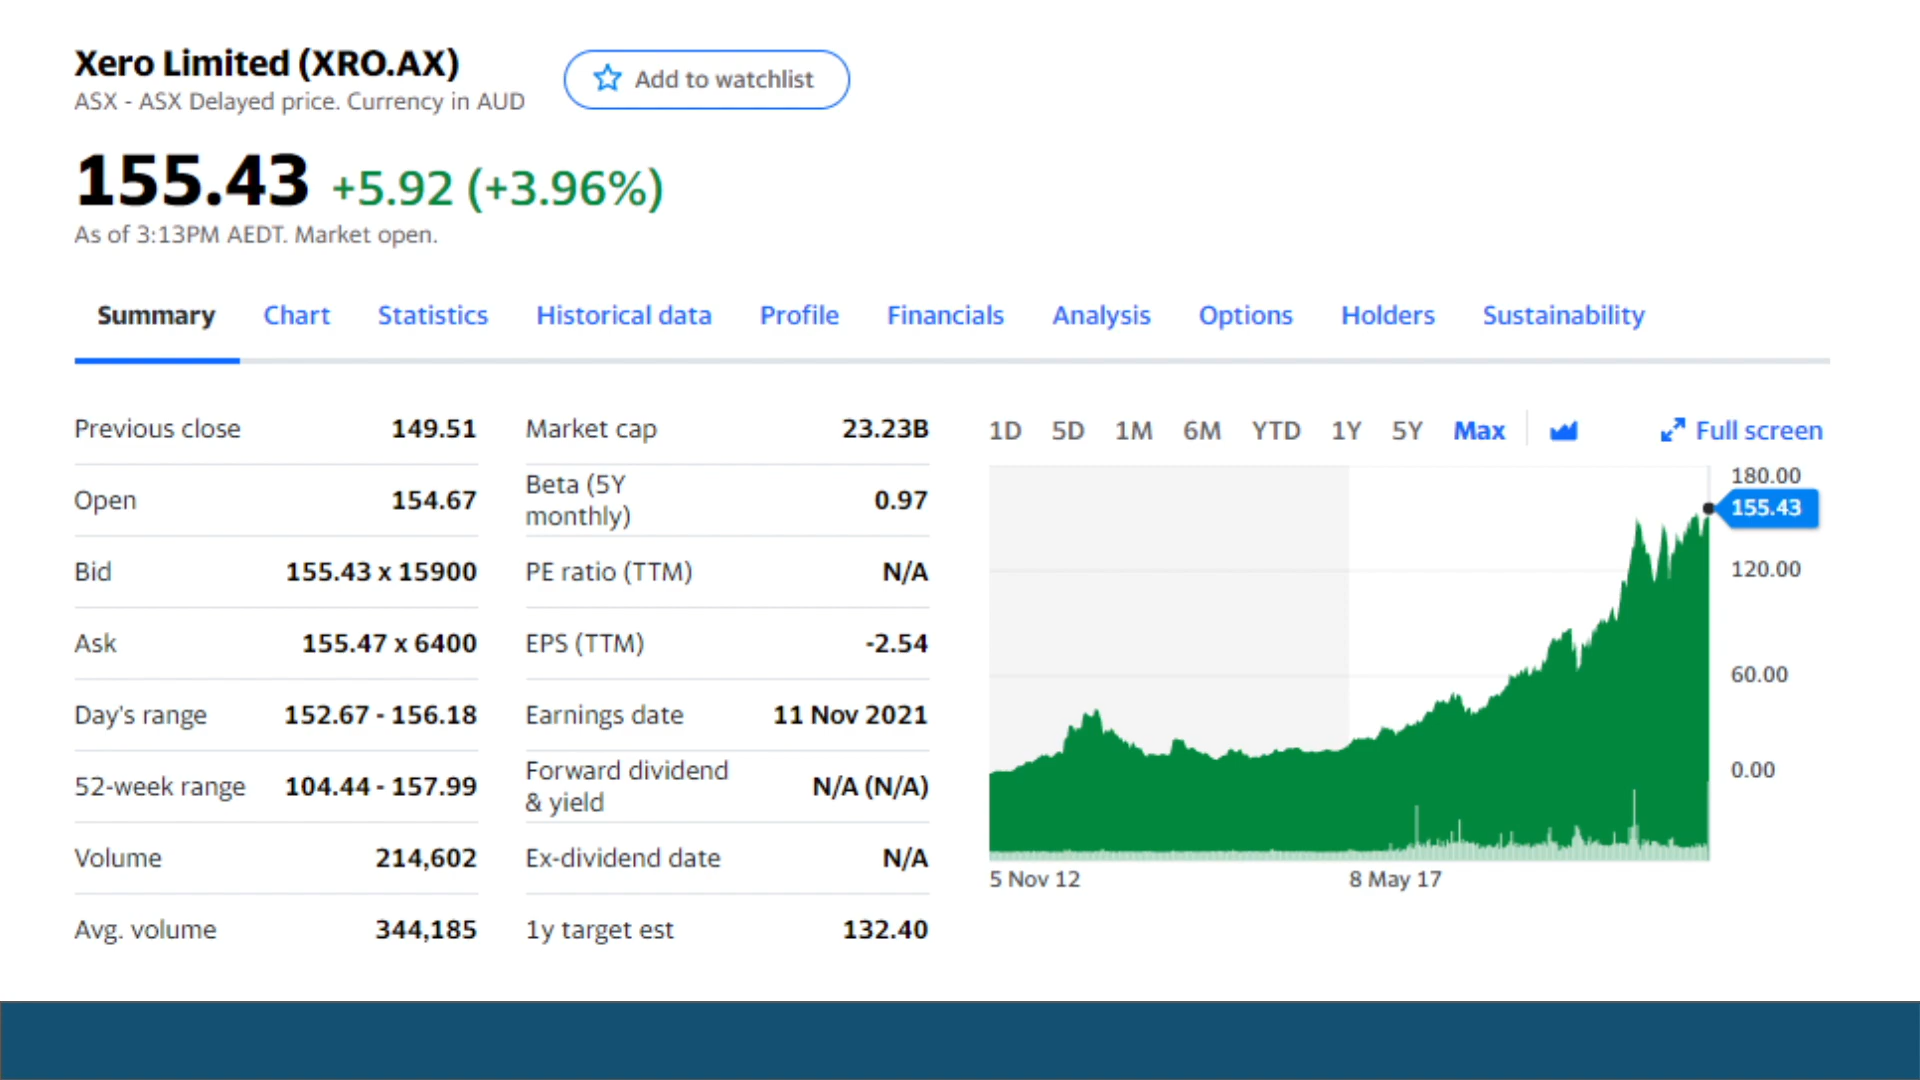 Xero Limited (XRO.AX)
Add to watchlist
ASX - ASX Delayed price. Currency in AUD
155.43 +5.92 (+3.96%)
As of 3:13PM AEDT. Market open.
Summary Chart Statistics Historical data Profile Financials Analysis Options Holders Sustainability
Previous close 149.51
Open 154.67
Bid 155.43 x 15900
Ask 155.47 x 6400
Day's range 152.67 - 156.18
52-week range 104.44 - 157.99
Volume 214,602
Avg. volume 344,185
Market cap 23.23B
Beta (5Y
monthly) 0.97
PE ratio (TTM) N/A
EPS (TTM) -2.54
Earnings date 11 Nov 2021
Forward dividend
& yield N/A (N/A)
Ex-dividend date N/A
1y target est 132.40
1D 5D 1M 6M YTD 1Y 5Y Max Full screen
180.00
155.43
120.00
60.00
0.00
5 Nov 12 8 May 17